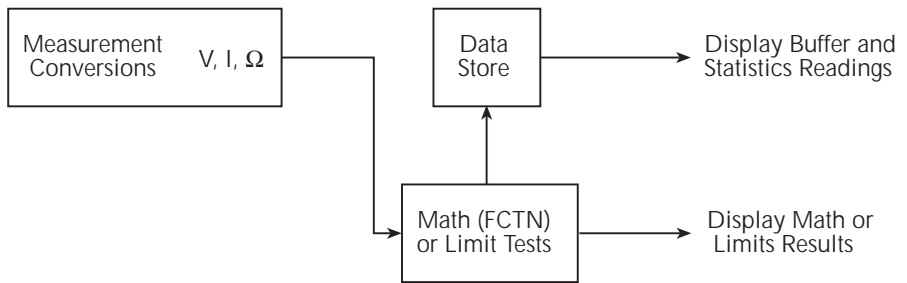 Measurement
Conversions
V, I, Ω
Data
Store
Display Buffer and
Statistics Readings
Math (FCTN)
or Limit Tests
Display Math or
Limits Results